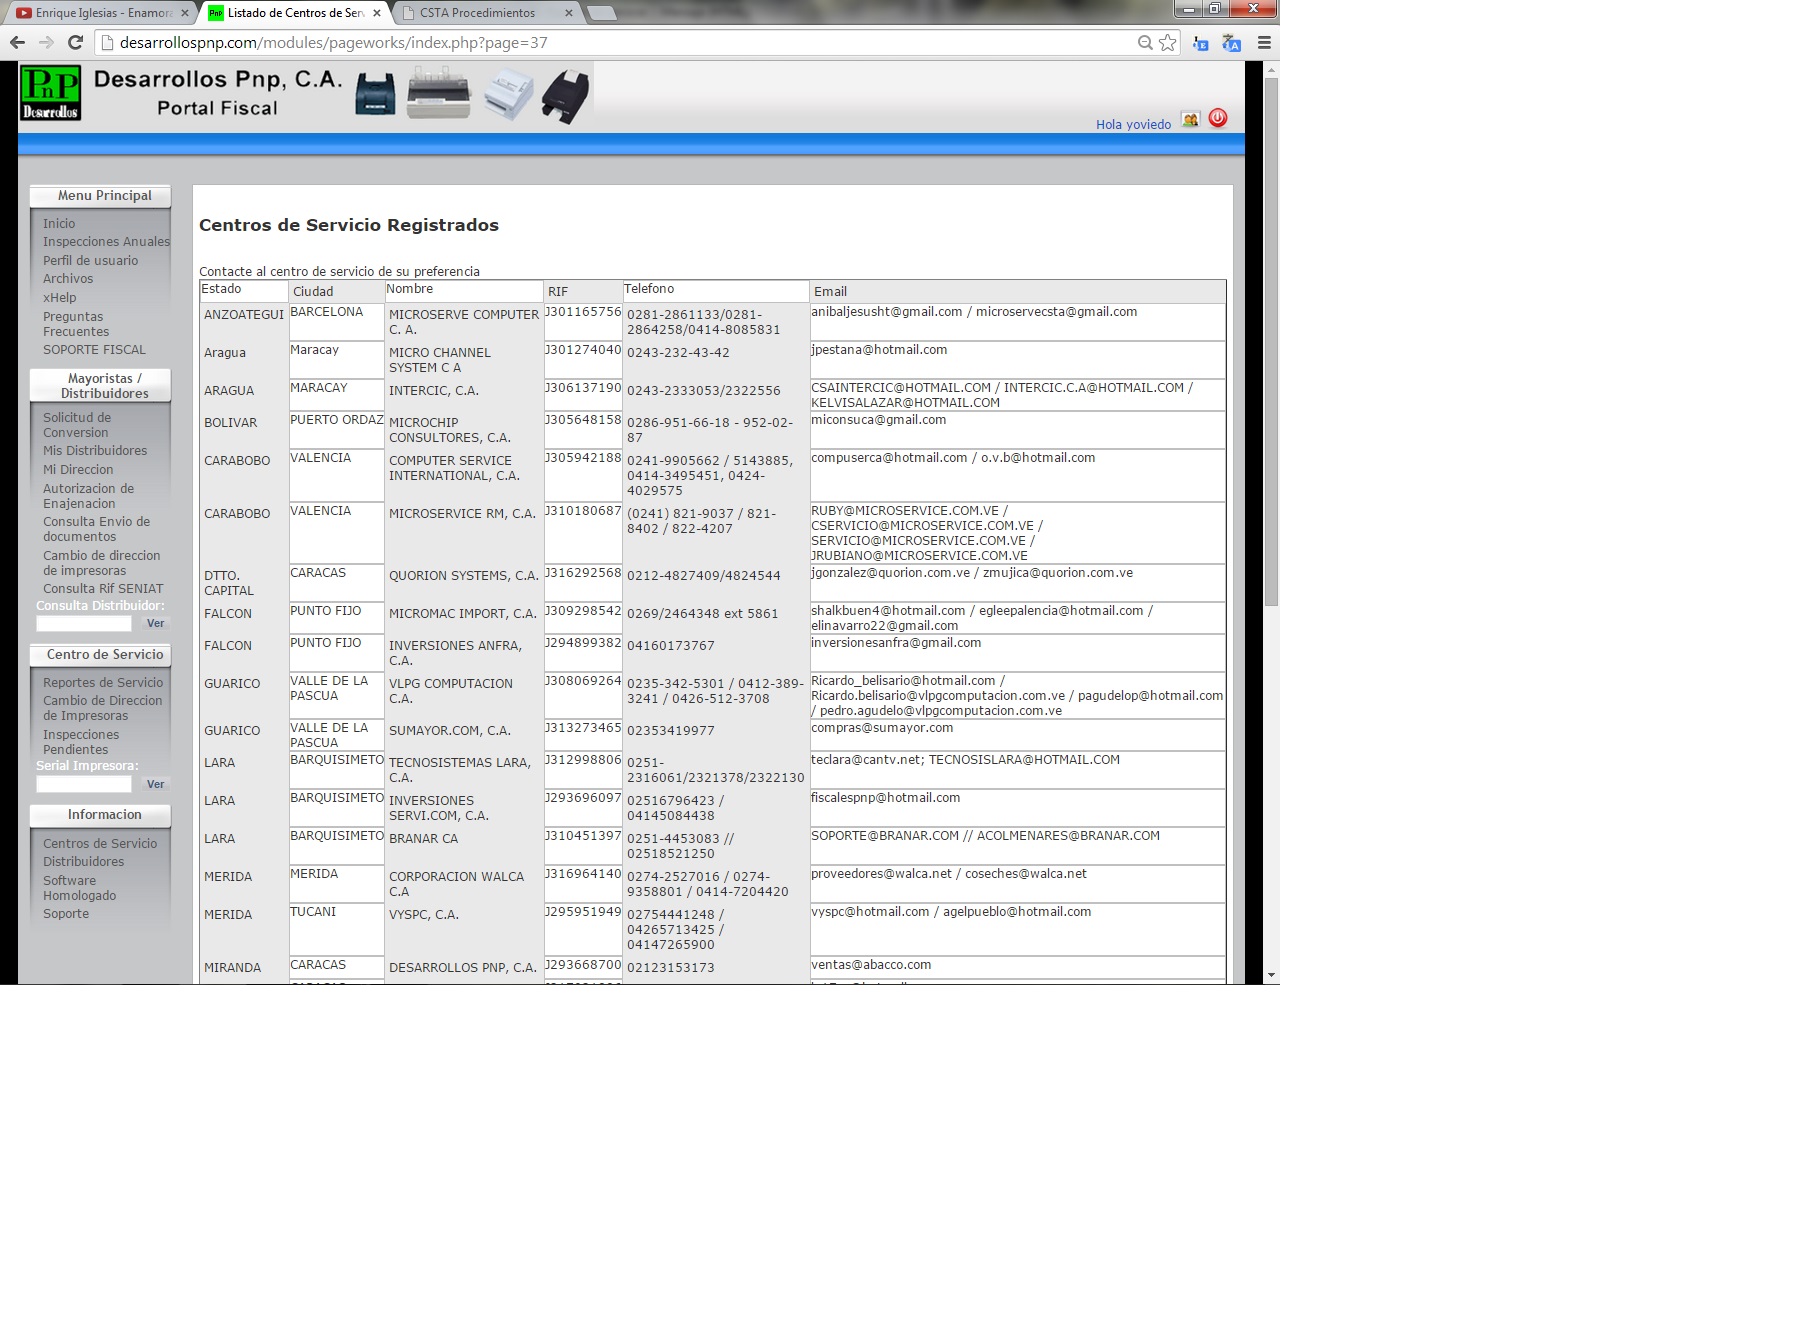 Enrique Iglesias - Enamora
Listado de Centros de Ser
CSTA Procedimientos
desarrollospnp.com/modules/pageworks/index.php?page=37
PnP
Desarrollos
Desarrollos Pnp, C.A.
Portal Fiscal
Hola yoviedo
Menu Principal
Inicio
Inspecciones Anuales
Perfil de usuario
Archivos
xHelp
Preguntas
Frecuentes
SOPORTE FISCAL
Mayoristas /
Distribuidores
Solicitud de
Conversion
Mis Distribuidores
Mi Direccion
Autorizacion de
Enajenacion
Consulta Envio de
documentos
Cambio de direccion
de impresoras
Consulta Rif SENIAT
Consulta Distribuidor:
Ver
Centro de Servicio
Reportes de Servicio
Cambio de Direccion
de Impresoras
Inspecciones
Pendientes
Serial Impresora:
Ver
Informacion
Centros de Servicio
Distribuidores
Software
Homologado
Soporte
Centros de Servicio Registrados
Contacte al centro de servicio de su preferencia
Estado Ciudad Nombre RIF Telefono Email
ANZOATEGUI BARCELONA MICROSERVE COMPUTER J301165756 0281-2861133/0281- anibaljesusht@gmail.com / microservecsta@gmail.com
C. A. 2864258/0414-8085831
Aragua Maracay MICRO CHANNEL J301274040 0243-232-43-42 jpestana@hotmail.com
SYSTEM C A
ARAGUA MARACAY INTERCIC, C.A. J306137190 0243-2333053/2322556 CSAINTERCIC@HOTMAIL.COM / INTERCIC.C.A@HOTMAIL.COM /
KELVISALAZAR@HOTMAIL.COM
BOLIVAR PUERTO ORDAZ MICROCHIP J305648158 0286-951-66-18 - 952-02- miconsuca@gmail.com
CONSULTORES, C.A. 87
CARABOBO VALENCIA COMPUTER SERVICE J305942188 0241-9905662 / 5143885, compuserca@hotmail.com / o.v.b@hotmail.com
INTERNATIONAL, C.A. 0414-3495451, 0424-
4029575
CARABOBO VALENCIA MICROSERVICE RM, C.A. J310180687 (0241) 821-9037 / 821- RUBY@MICROSERVICE.COM.VE /
8402 / 822-4207 CSERVICIO@MICROSERVICE.COM.VE /
SERVICIO@MICROSERVICE.COM.VE /
JRUBIANO@MICROSERVICE.COM.VE
DTTO. CARACAS QUORION SYSTEMS, C.A. J316292568 0212-4827409/4824544 jgonzalez@quorion.com.ve / zmujica@quorion.com.ve
CAPITAL
FALCON PUNTO FIJO MICROMAC IMPORT, C.A. J309298542 0269/2464348 ext 5861 shalkbuen4@hotmail.com / egleepalencia@hotmail.com /
elinavarro22@gmail.com
FALCON PUNTO FIJO INVERSIONES ANFRA, J294899382 04160173767 inversionesanfra@gmail.com
C.A.
GUARICO VALLE DE LA VLPG COMPUTACION J308069264 0235-342-5301 / 0412-389- Ricardo_belisario@hotmail.com /
PASCUA C.A. 3241 / 0426-512-3708 Ricardo.belisario@vlpgcomputacion.com.ve / pagudelop@hotmail.com
/ pedro.agudelo@vlpgcomputacion.com.ve
GUARICO VALLE DE LA SUMAYOR.COM, C.A. J313273465 02353419977 compras@sumayor.com
PASCUA
LARA BARQUISIMETO TECNOSISTEMAS LARA, J312998806 0251- teclara@cantv.net; TECNOSISLARA@HOTMAIL.COM
C.A. 2316061/2321378/2322130
LARA BARQUISIMETO INVERSIONES J293696097 02516796423 / fiscalespnp@hotmail.com
SERVI.COM, C.A. 04145084438
LARA BARQUISIMETO BRANAR CA J310451397 0251-4453083 // SOPORTE@BRANAR.COM // ACOLMENARES@BRANAR.COM
02518521250
MERIDA MERIDA CORPORACION WALCA J316964140 0274-2527016 / 0274- proveedores@walca.net / coseches@walca.net
C.A 9358801 / 0414-7204420
MERIDA TUCANI VYSPC, C.A. J295951949 02754441248 / vyspc@hotmail.com / agelpueblo@hotmail.com
04265713425 /
04147265900
MIRANDA CARACAS DESARROLLOS PNP, C.A. J293668700 02123153173 ventas@abacco.com